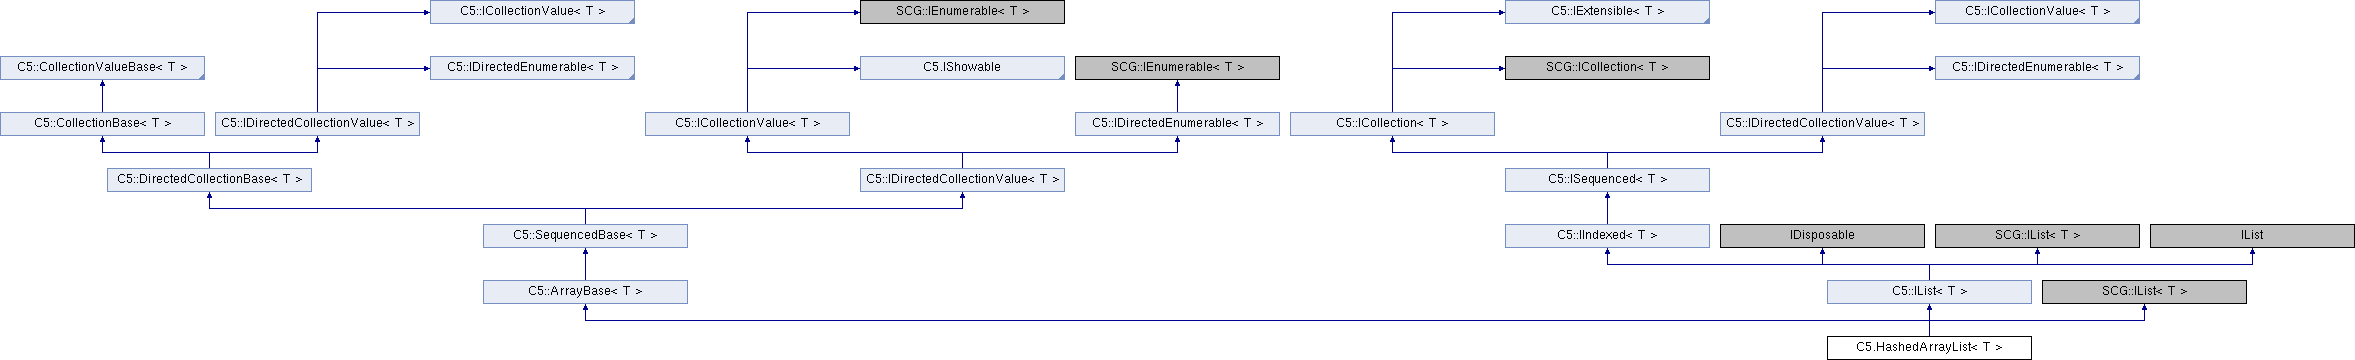 C5::ICollectionValue< T >
SCG::IEnumerable< T >
C5::IExtensible< T >
C5::ICollectionValue< T >
C5::CollectionValueBase< T >
C5::IDirectedEnumerable< T >
C5.IShowable
SCG::IEnumerable< T >
SCG::ICollection< T >
C5::IDirectedEnumerable< T >
C5::CollectionBase< T >
C5::IDirectedCollectionValue< T >
C5::ICollectionValue< T >
C5::IDirectedEnumerable< T >
C5::ICollection< T >
C5::IDirectedCollectionValue< T >
C5::DirectedCollectionBase< T >
C5::IDirectedCollectionValue< T >
C5::ISequenced< T >
C5::SequencedBase< T >
C5::IIndexed< T >
IDisposable
SCG::IList< T >
IList
C5::ArrayBase< T >
C5::IList< T >
SCG::IList< T >
C5.HashedArrayList< T >